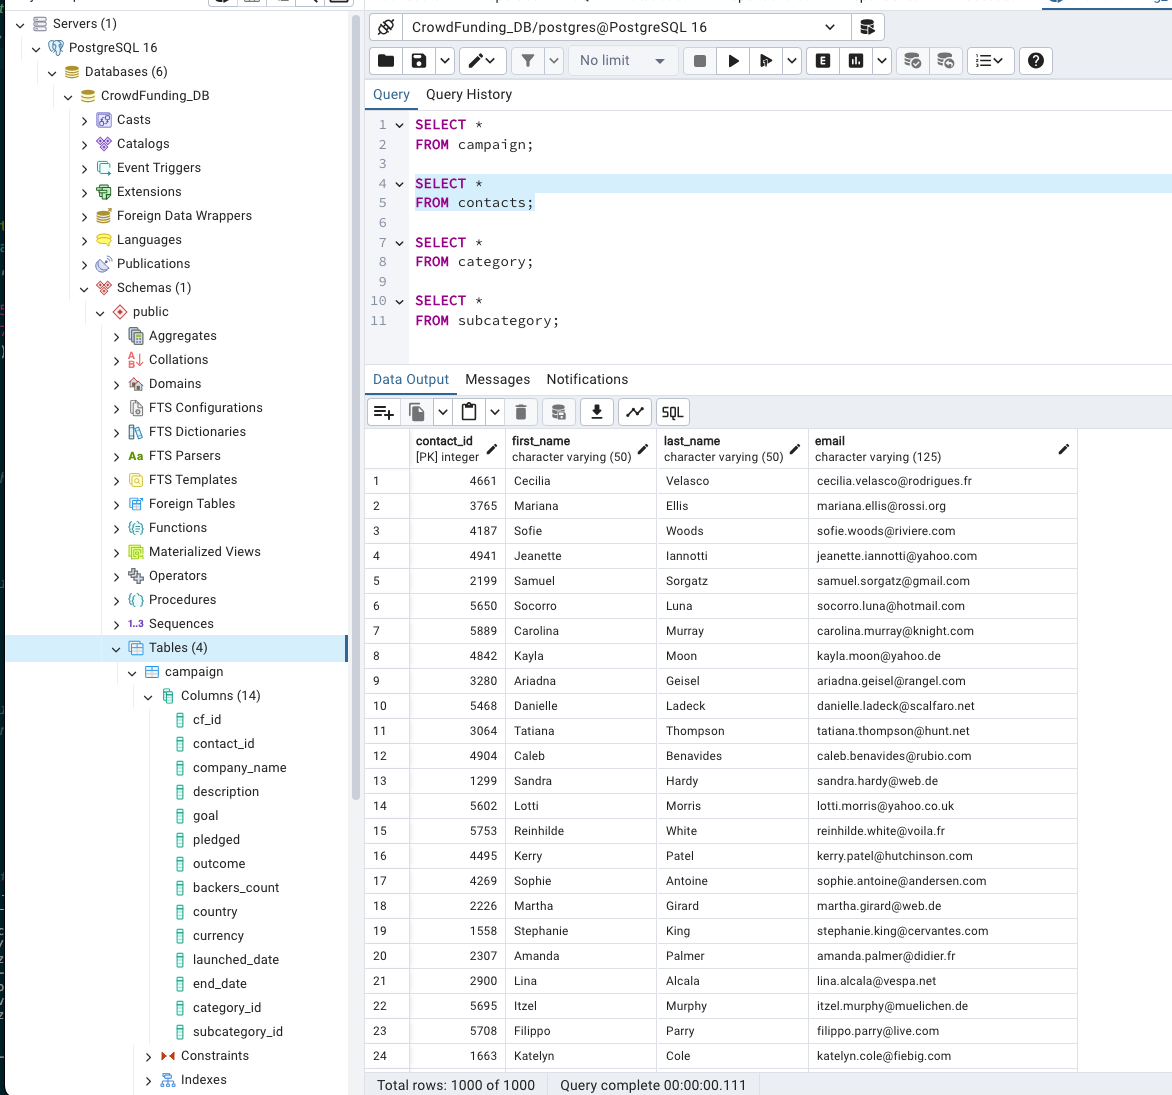 Servers (1)
PostgreSQL 16
Databases (6)
CrowdFunding_DB
Casts
Catalogs
Event Triggers
Extensions
Foreign Data Wrappers
Languages
Publications
Schemas (1)
public
Aggregates
Collations
Domains
FTS Configurations
FTS Dictionaries
Aa FTS Parsers
FTS Templates
Foreign Tables
Functions
Materialized Views
Operators
Procedures
1..3 Sequences
Tables (4)
campaign
Columns (14)
cf_id
contact_id
company_name
description
goal
pledged
outcome
backers_count
country
currency
launched_date
end_date
category_id
subcategory_id
Constraints
Indexes
CrowdFunding_DB/postgres@PostgreSQL 16
No limit
Query Query History
1 SELECT *
2 FROM campaign;
3
4 SELECT *
5 FROM contacts;
6
7 SELECT *
8 FROM category;
9
10 SELECT *
11 FROM subcategory;
Data Output Messages Notifications
SQL
contact_id first_name last_name email
[PK] integer character varying (50) character varying (50) character varying (125)
1 4661 Cecilia Velasco cecilia.velasco@rodrigues.fr
2 3765 Mariana Ellis mariana.ellis@rossi.org
3 4187 Sofie Woods sofie.woods@riviere.com
4 4941 Jeanette Iannotti jeanette.iannotti@yahoo.com
5 2199 Samuel Sorgatz samuel.sorgatz@gmail.com
6 5650 Socorro Luna socorro.luna@hotmail.com
7 5889 Carolina Murray carolina.murray@knight.com
8 4842 Kayla Moon kayla.moon@yahoo.de
9 3280 Ariadna Geisel ariadna.geisel@rangel.com
10 5468 Danielle Ladeck danielle.ladeck@scalfaro.net
11 3064 Tatiana Thompson tatiana.thompson@hunt.net
12 4904 Caleb Benavides caleb.benavides@rubio.com
13 1299 Sandra Hardy sandra.hardy@web.de
14 5602 Lotti Morris lotti.morris@yahoo.co.uk
15 5753 Reinhilde White reinhilde.white@voila.fr
16 4495 Kerry Patel kerry.patel@hutchinson.com
17 4269 Sophie Antoine sophie.antoine@andersen.com
18 2226 Martha Girard martha.girard@web.de
19 1558 Stephanie King stephanie.king@cervantes.com
20 2307 Amanda Palmer amanda.palmer@didier.fr
21 2900 Lina Alcala lina.alcala@vespa.net
22 5695 Itzel Murphy itzel.murphy@muelichen.de
23 5708 Filippo Parry filippo.parry@live.com
24 1663 Katelyn Cole katelyn.cole@fiebig.com
Total rows: 1000 of 1000 Query complete 00:00:00.111